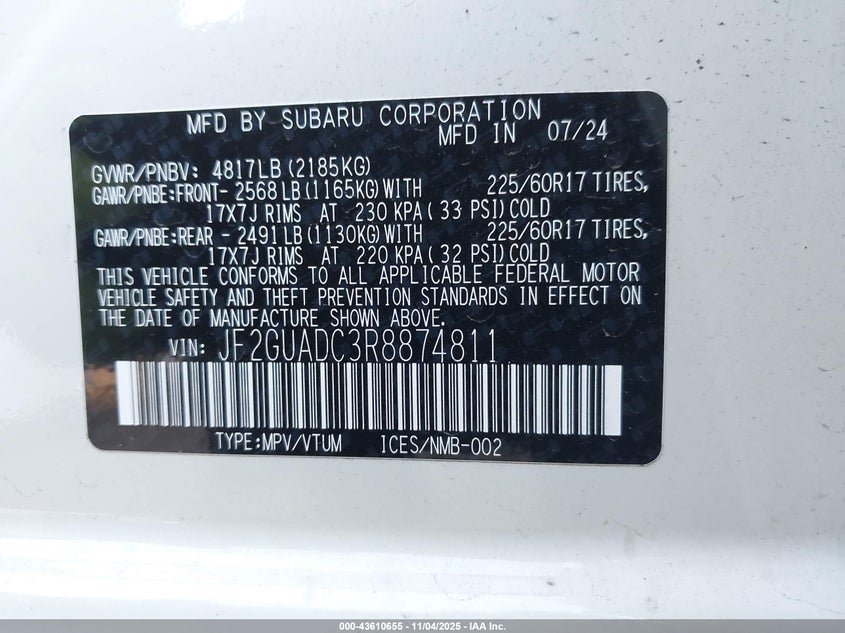 MFD BY SUBARU CORPORATION
MFD IN 07/24
GVWR/PNBV: 4817LB (2185KG)
GAWR/PNBE:FRONT- 2568LB (1165KG) WITH 225/60R17 TIRES,
17X7J RIMS AT 230 KPA ( 33 PSI) COLD
GAWR/PNBE:REAR - 2491LB (1130KG) WITH 225/60R17 TIRES,
17X7J RIMS AT 220 KPA ( 32 PSI) COLD
THIS VEHICLE CONFORMS TO ALL APPLICABLE FEDERAL MOTOR
VEHICLE SAFETY AND THEFT PREVENTION STANDARDS IN EFFECT ON
THE DATE OF MANUFACTURE SHOWN ABOVE.
VIN: JF2GUADC3R8874811
TYPE:MPV/VTUM ICES/NMB-002
000-43610655 - 11/04/2025 - IAA Inc.